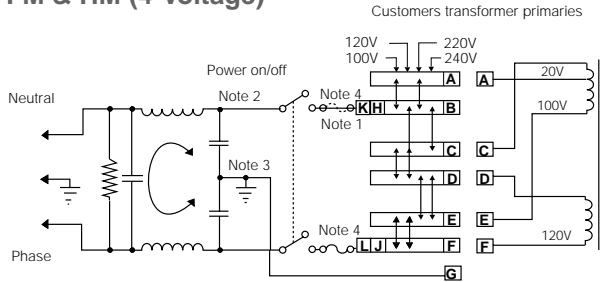 PM & HM (4-voltage)
Customers transformer primaries
120V 220V
100V 240V
Power on/off
Neutral
Note 2
Note 4
Note 1
K H
A A
B
20V
100V
Note 3
C C
D D
E E
Note 4
L J
F F
120V
Phase
G